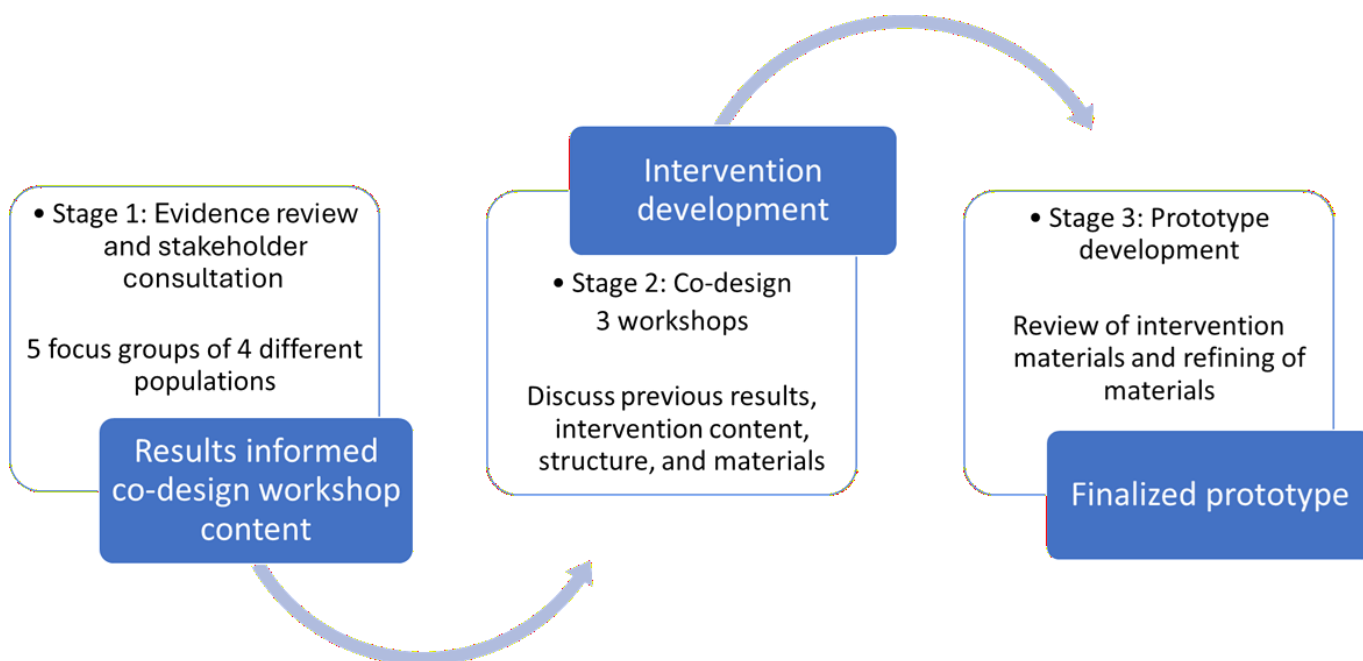 • Stage 1: Evidence review
and stakeholder
consultation
5 focus groups of 4 different
populations
Results informed
co-design workshop
content
Intervention
development
• Stage 2: Co-design
3 workshops
Discuss previous results,
intervention content,
structure, and materials
• Stage 3: Prototype
development
Review of intervention
materials and refining of
materials
Finalized prototype